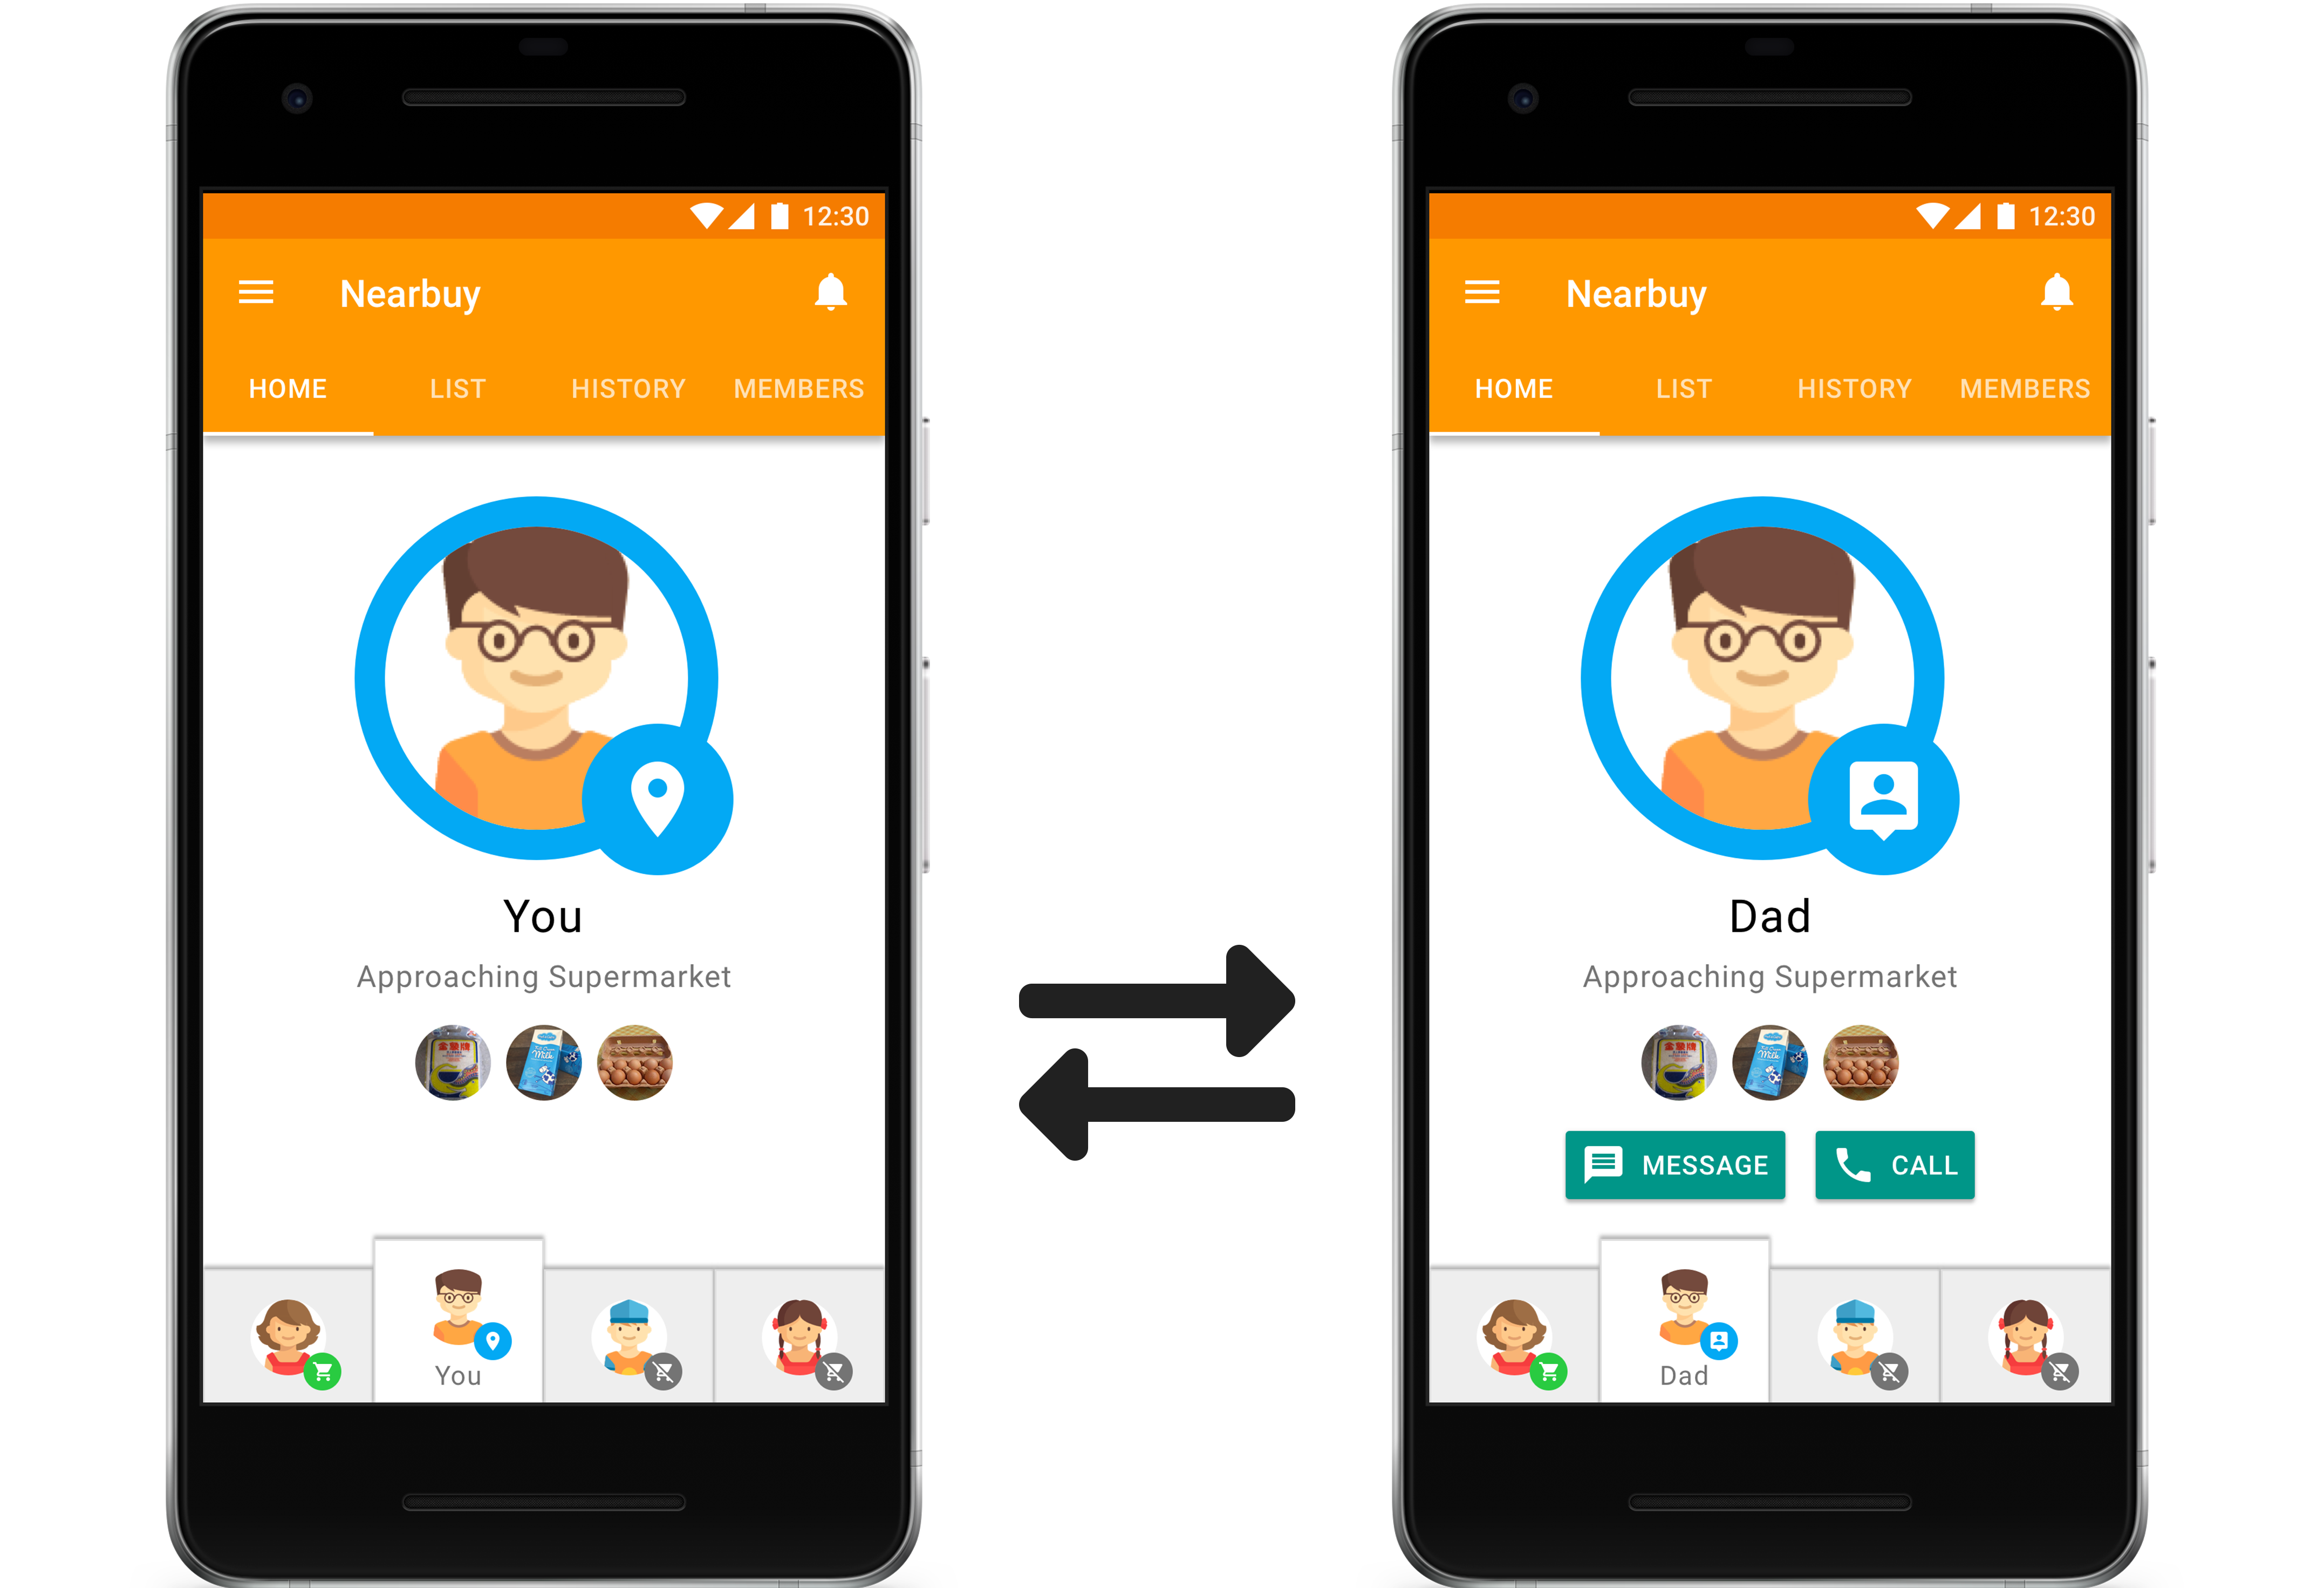 12:30
Nearbuy
HOME LIST HISTORY MEMBERS
You
Approaching Supermarket
You
12:30
Nearbuy
HOME LIST HISTORY MEMBERS
Dad
Approaching Supermarket
MESSAGE CALL
Dad